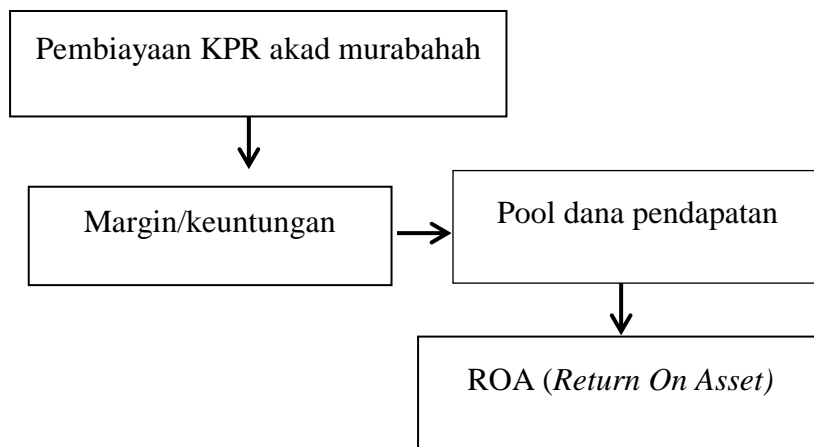 Pembiayaan KPR akad murabahah
Margin/keuntungan
Pool dana pendapatan
ROA (Return On Asset)